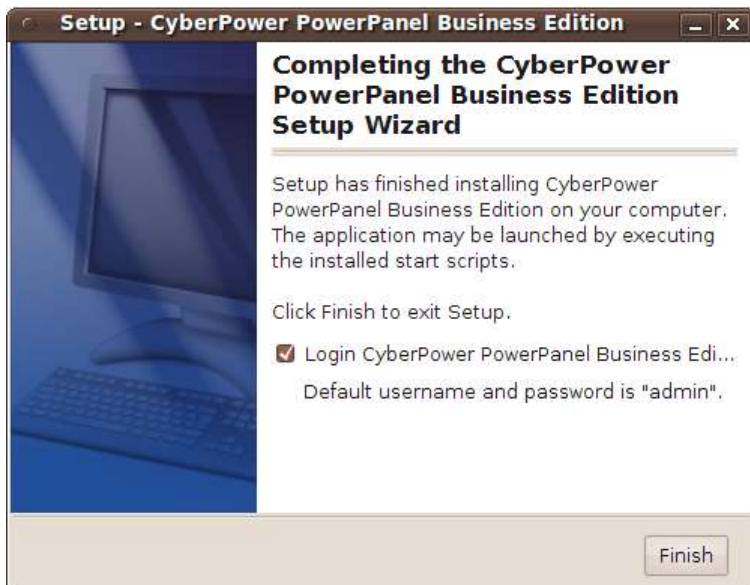 Setup - CyberPower PowerPanel Business Edition
Completing the CyberPower
PowerPanel Business Edition
Setup Wizard
Setup has finished installing CyberPower
PowerPanel Business Edition on your computer.
The application may be launched by executing
the installed start scripts.
Click Finish to exit Setup.
Login CyberPower PowerPanel Business Edi...
Default username and password is "admin".
Finish